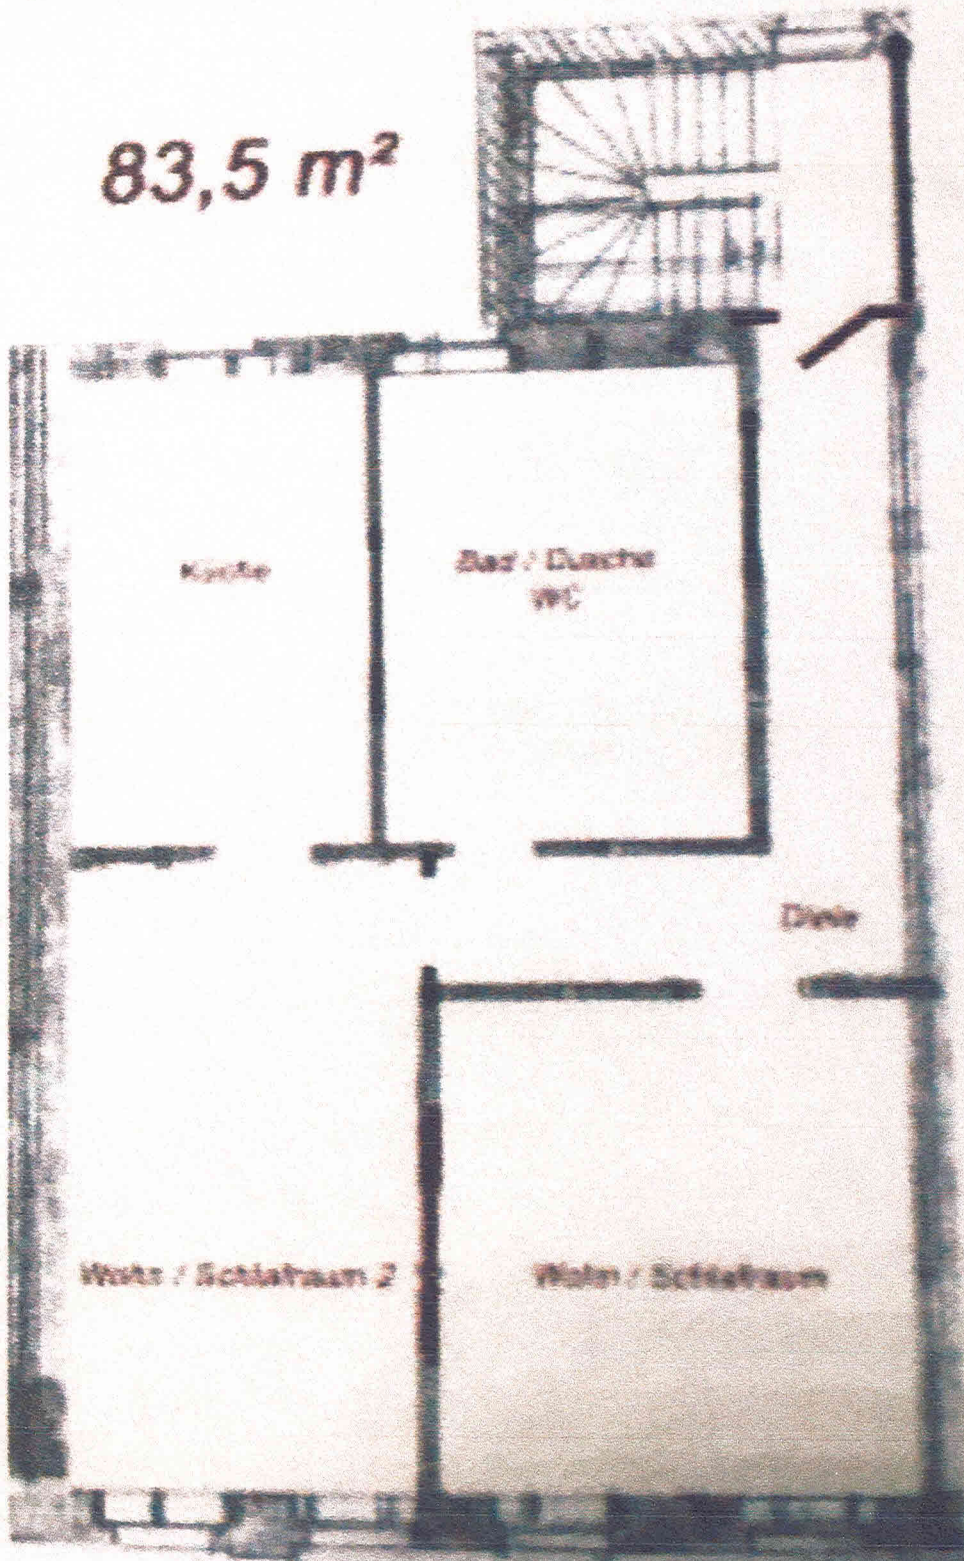 83,5 m²
Küche
Bad / Dusche
WC
Diele
Wohn / Schlafraum 2
Wohn / Schlafraum